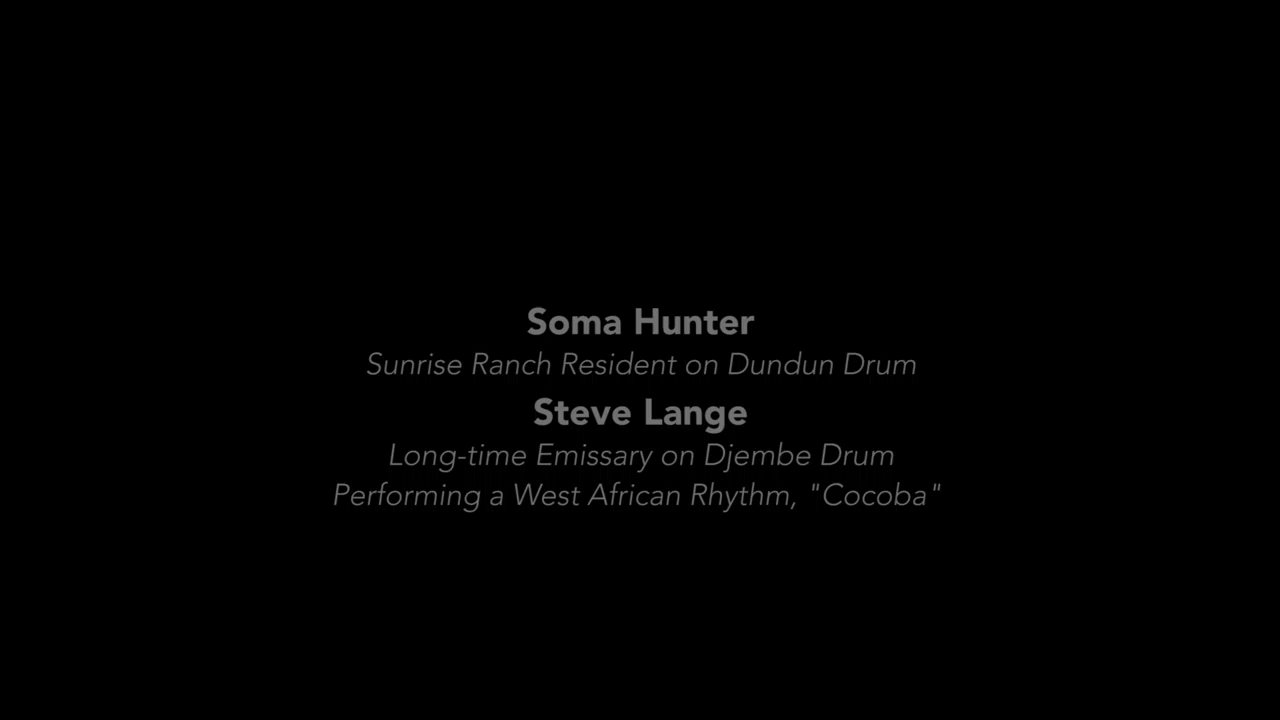 Soma Hunter
Sunrise Ranch Resident on Dundun Drum
Steve Lange
Long-time Emissary on Djembe Drum
Performing a West African Rhythm, "Cocoba"